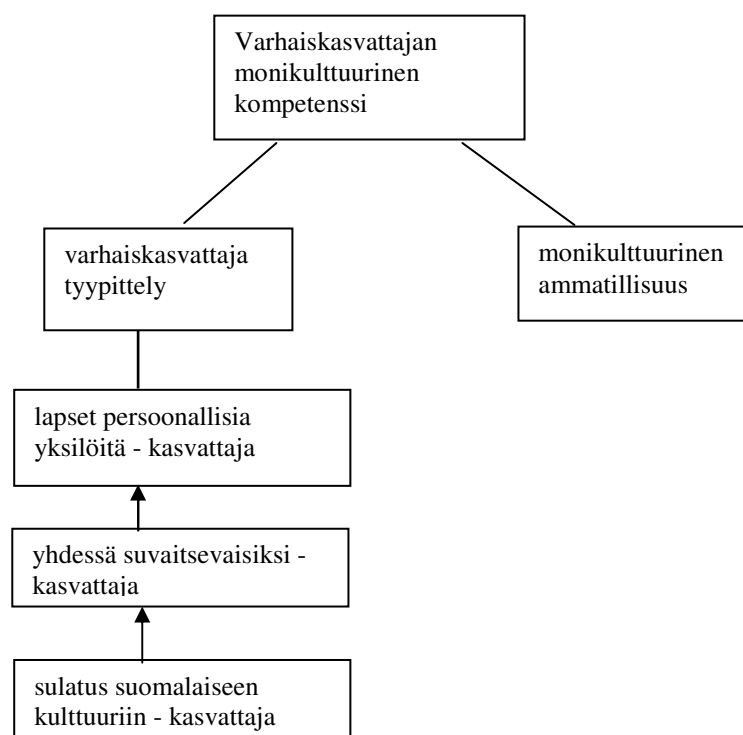 Varhaiskasvattajan
monikulttuurinen
kompetenssi
varhaiskasvattaja
tyypittely
monikulttuurinen
ammatillisuus
lapset persoonallisia
yksilöitä - kasvattaja
yhdessä suvaitsevaisiksi -
kasvattaja
sulatus suomalaiseen
kulttuuriin - kasvattaja